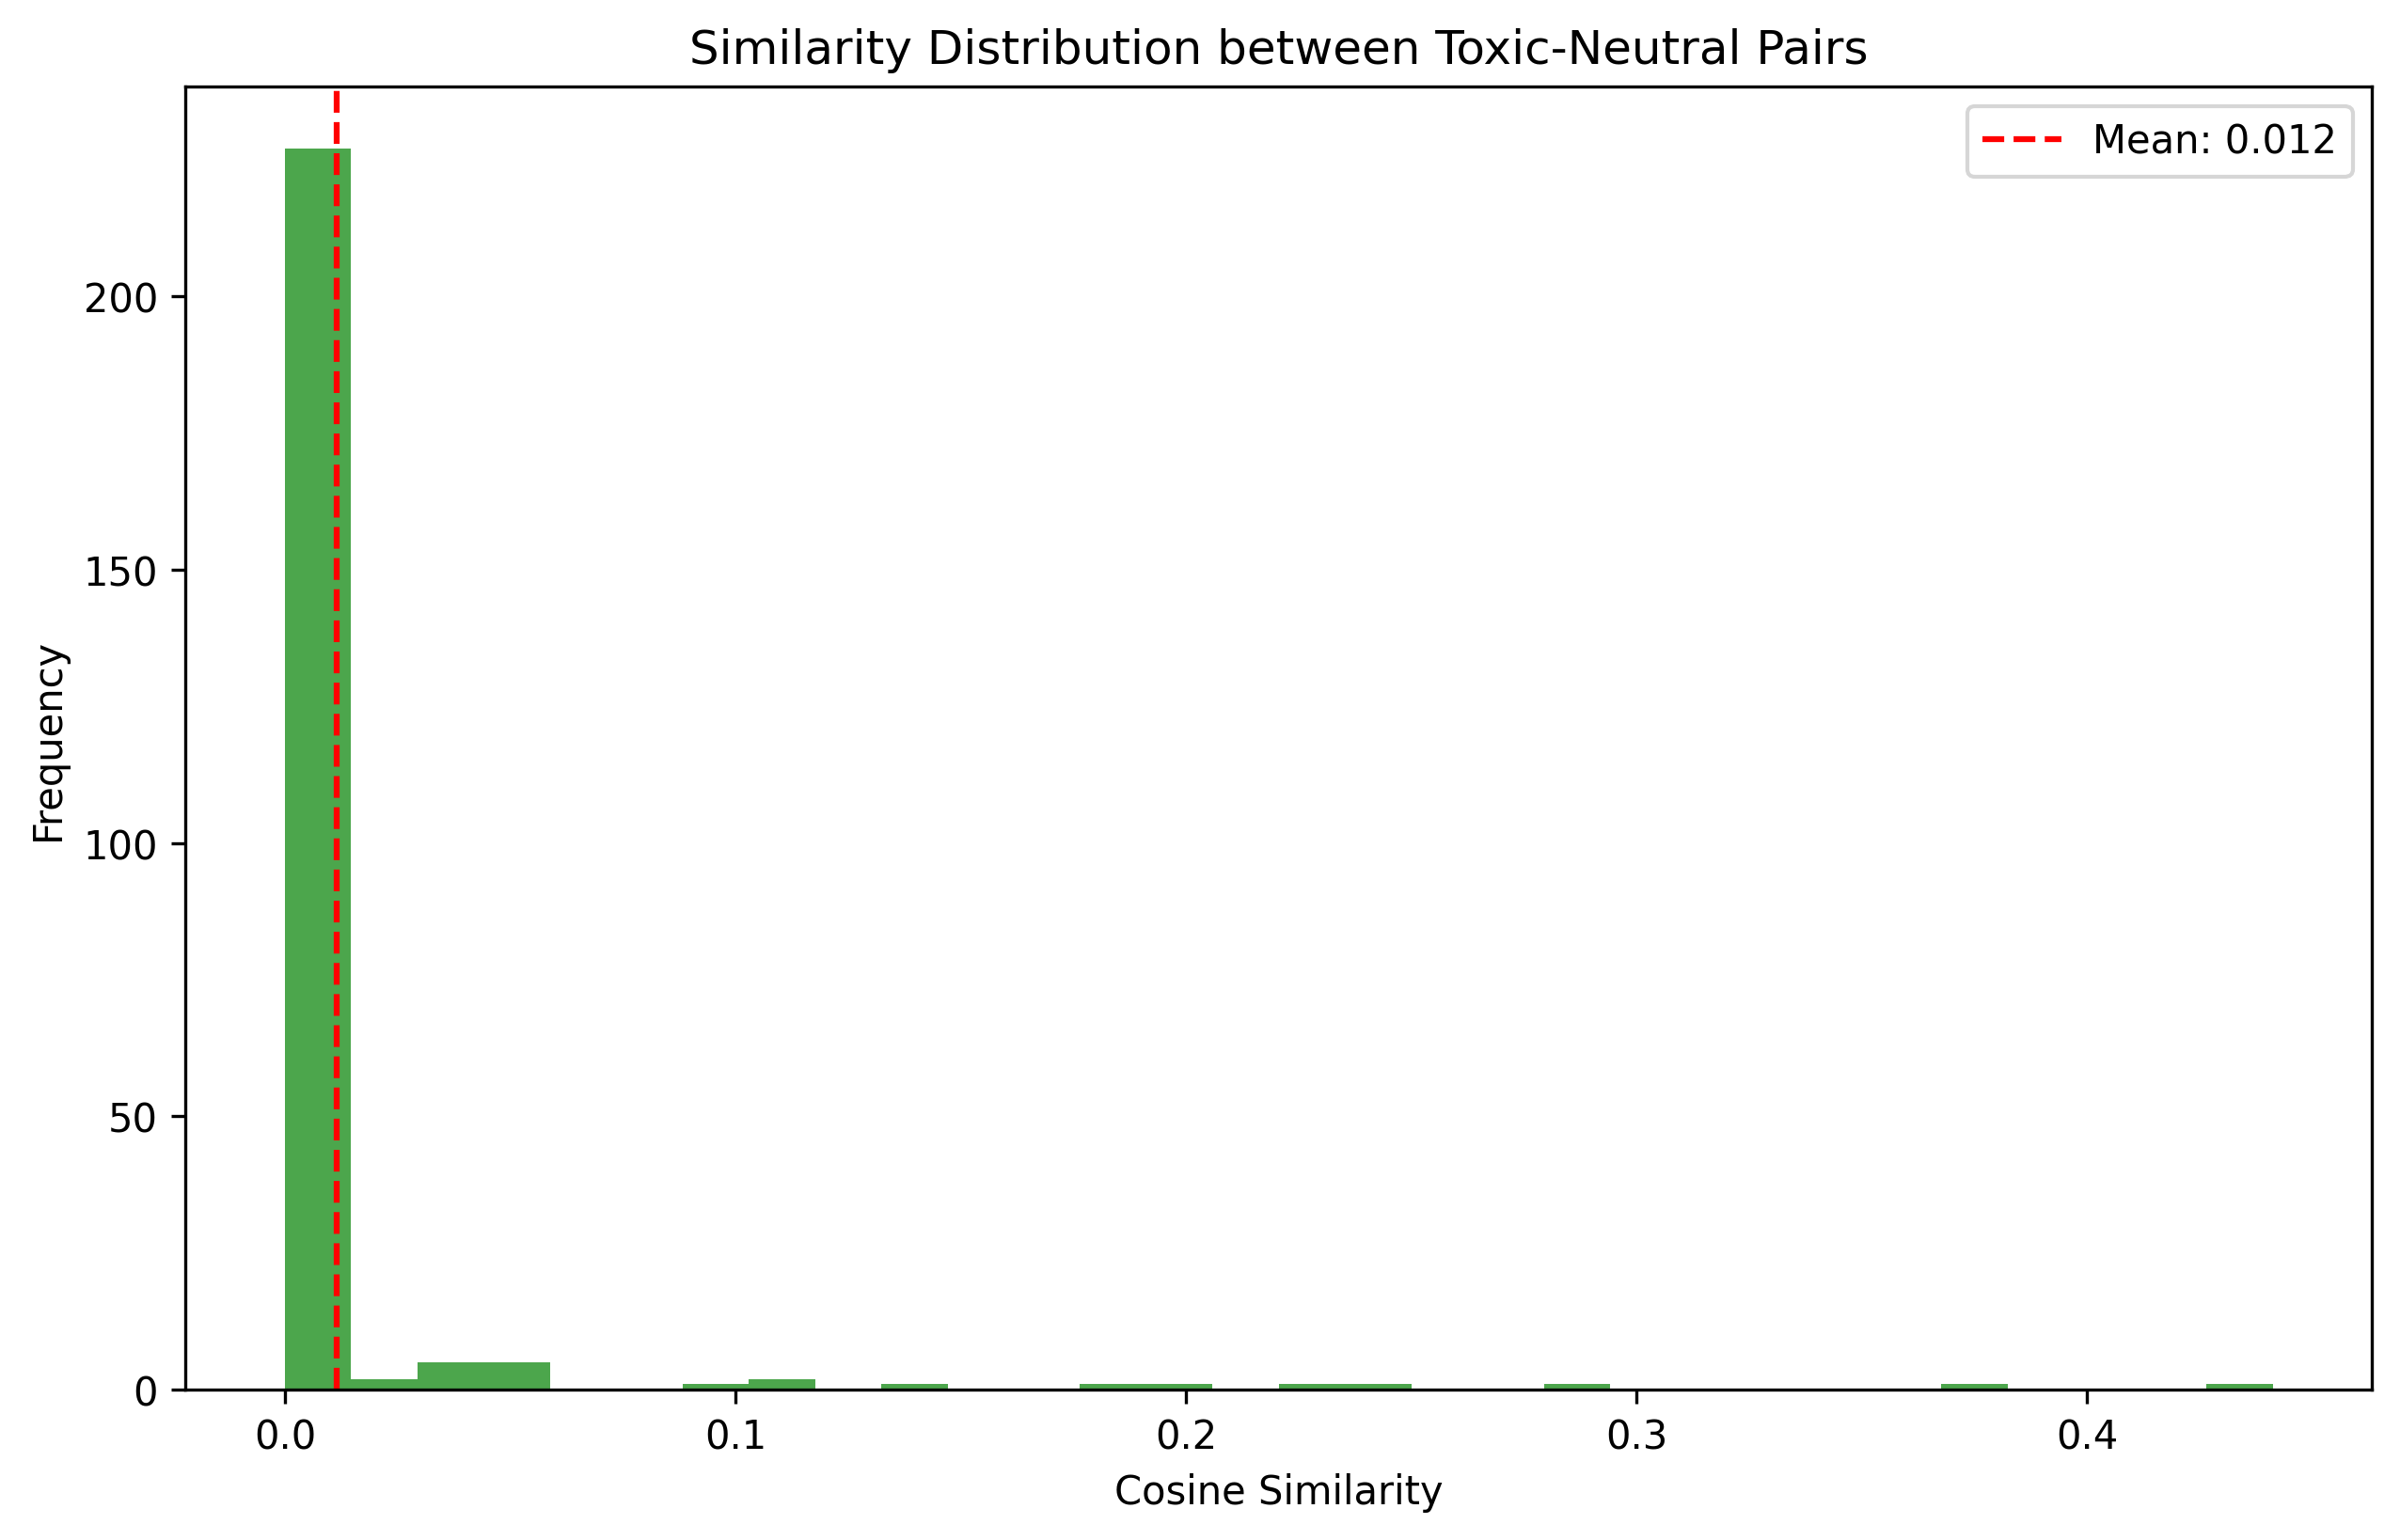 Similarity Distribution between Toxic-Neutral Pairs
Mean: 0.012
Frequency
200
150
100
50
0
0.0 0.1 0.2 0.3 0.4
Cosine Similarity